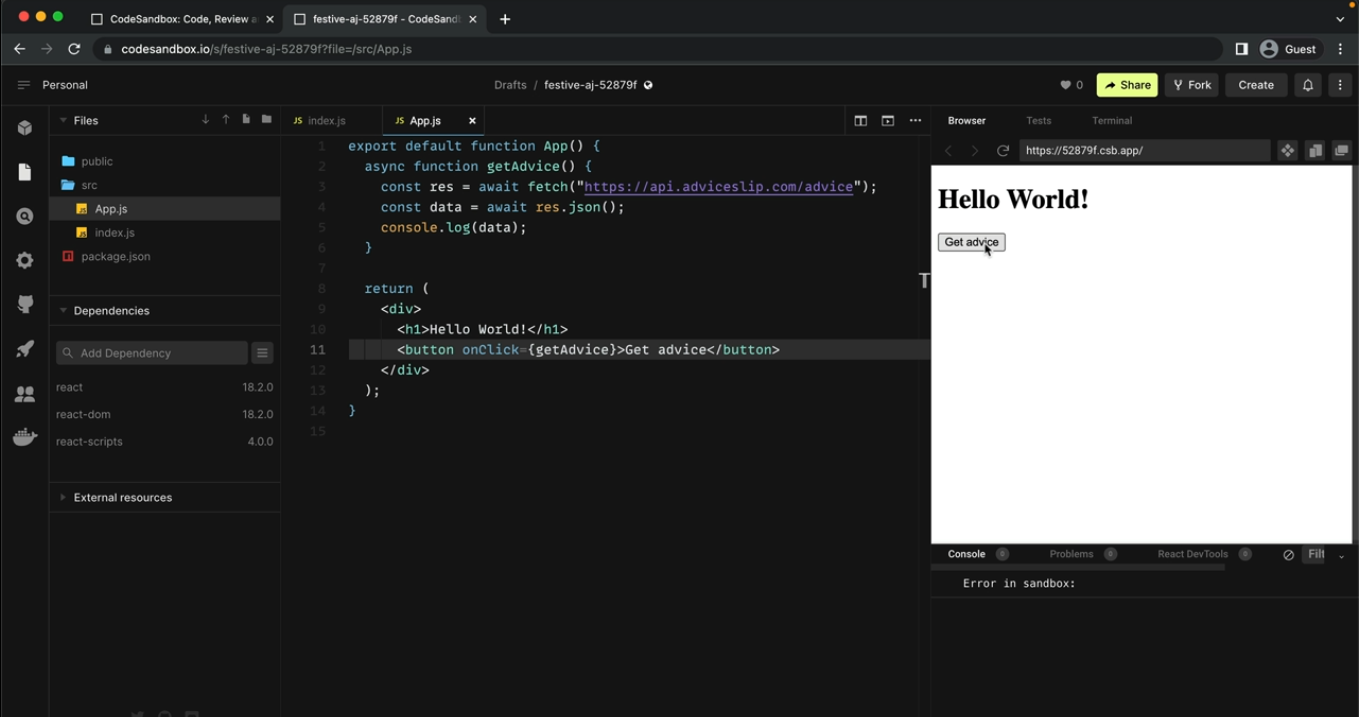 CodeSandbox: Code, Review a
festive-aj-52879f - CodeSand
codesandbox.io/s/festive-aj-52879f?file=/src/App.js
Guest
Personal
Drafts / festive-aj-52879f
0
Share
Fork
Create
Files
JS index.js
JS App.js
Browser
Tests
Terminal
https://52879f.csb.app/
public
src
App.js
index.js
package.json
Dependencies
Add Dependency
react 18.2.0
react-dom 18.2.0
react-scripts 4.0.0
External resources
1 export default function App() {
2 async function getAdvice() {
3 const res = await fetch("https://api.adviceslip.com/advice");
4 const data = await res.json();
5 console.log(data);
6 }
7
8 return (
9 <div>
10 <h1>Hello World!</h1>
11 <button onClick={getAdvice}>Get advice</button>
12 </div>
13 );
14 }
15
T
Hello World!
Get advice
Console 0
Problems 0
React DevTools 0
Filt
Error in sandbox: